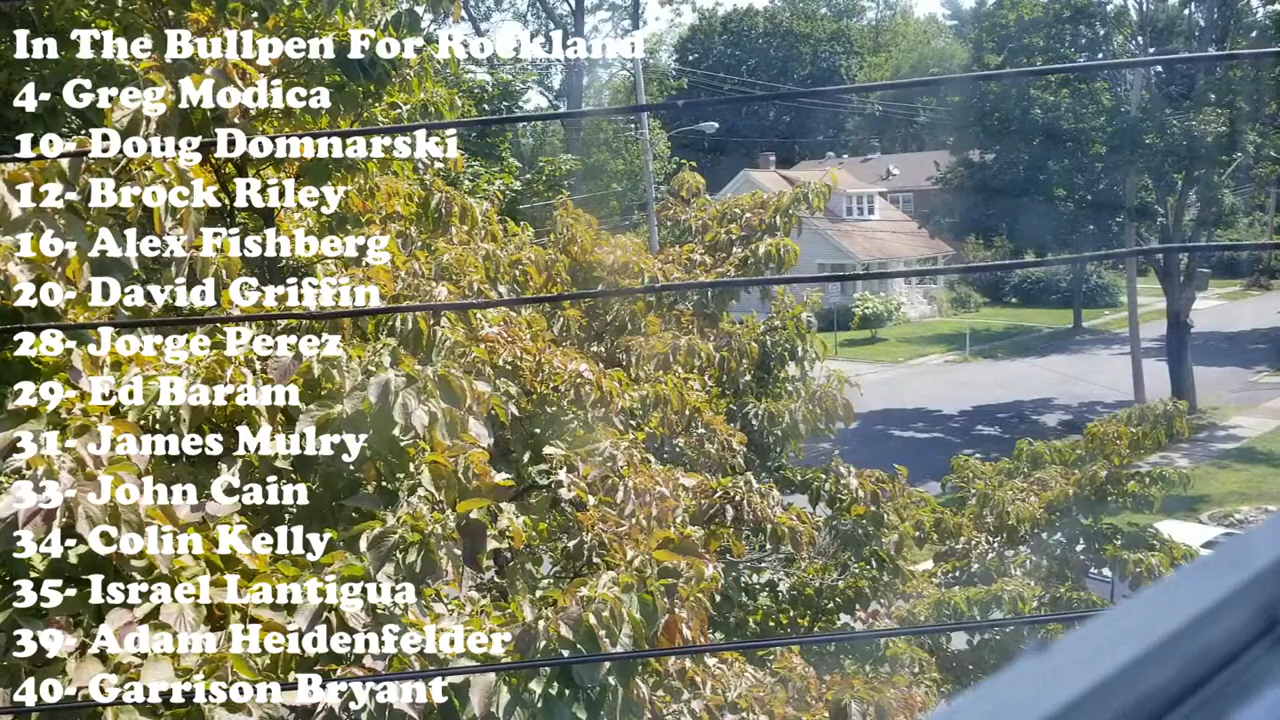 In The Bullpen For Rockland
4- Greg Modica
10- Doug Domnarski
12- Brock Riley
16- Alex Fishberg
20- David Griffin
28- Jorge Perez
29- Ed Baram
31- James Mulry
33- John Cain
34- Colin Kelly
35- Israel Lantigua
39- Adam Heidenfelder
40- Garrison Bryant